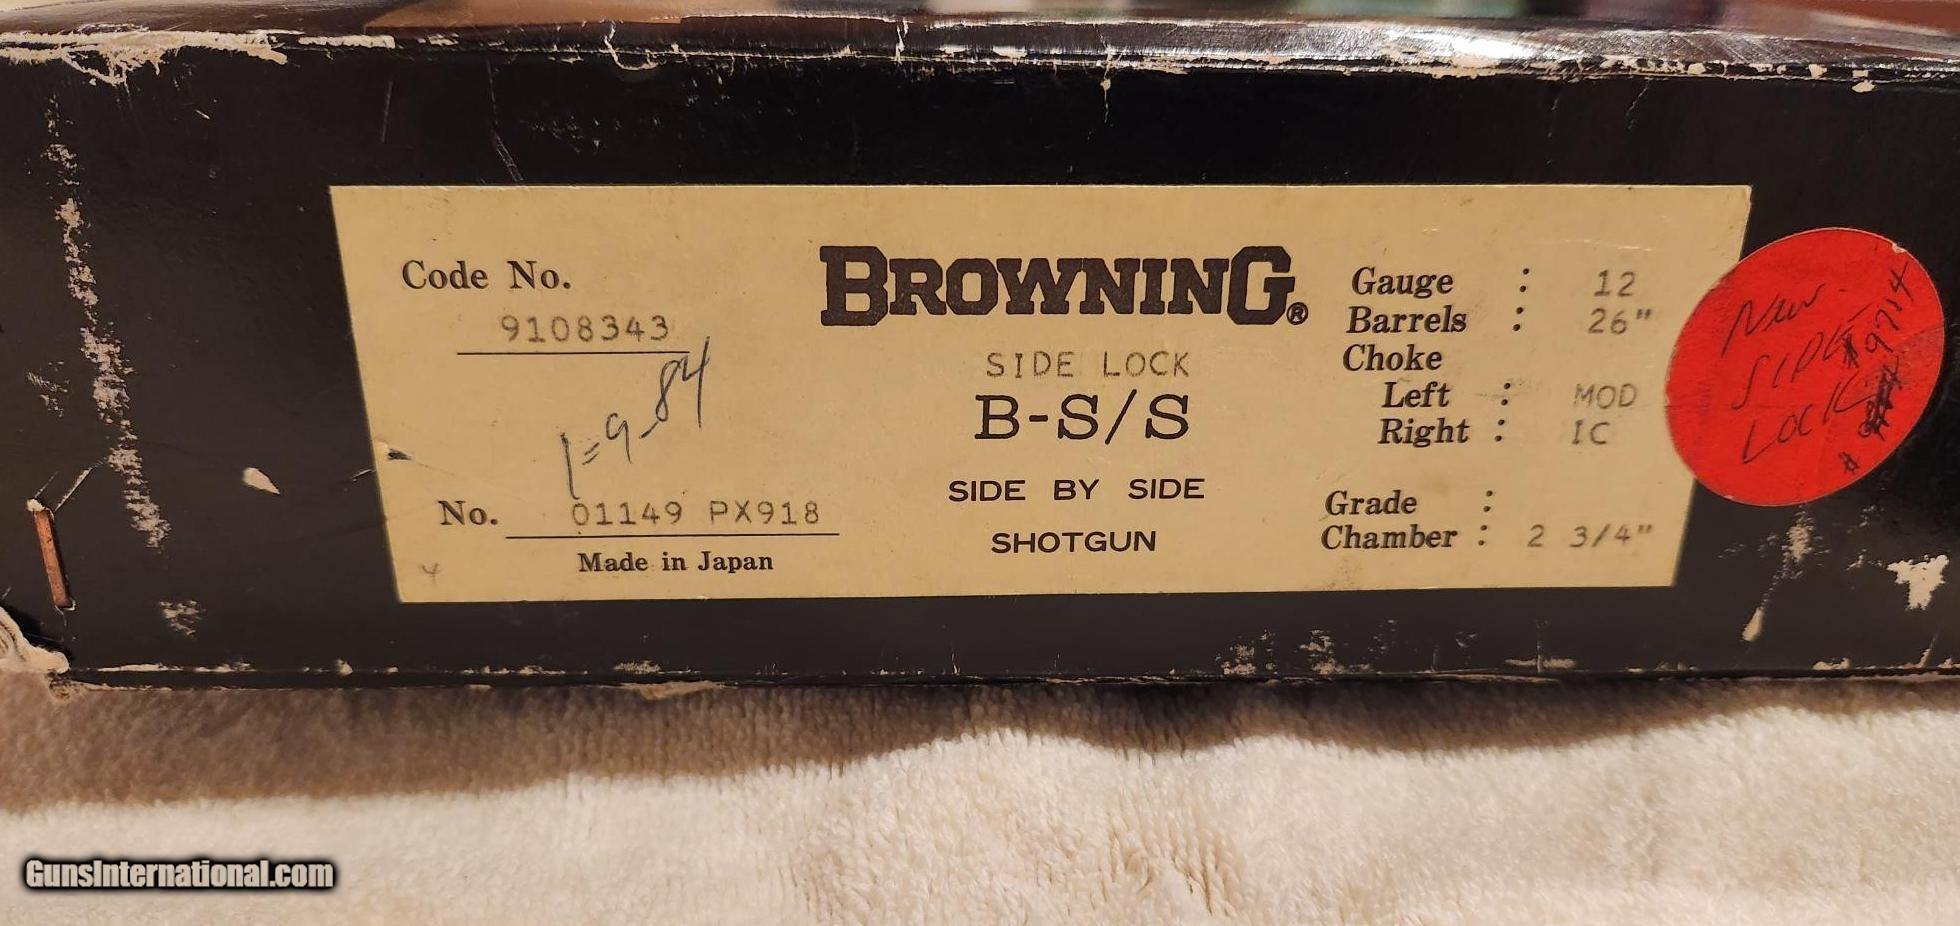 Code No.
9108343
1-9-84
No. 01149 PX918
Made in Japan
4
BROWNING®
SIDE LOCK
B-S/S
SIDE BY SIDE
SHOTGUN
Gauge : 12
Barrels : 26"
Choke
Left : MOD
Right : IC
Grade :
Chamber : 2 3/4"
New
SIDE
LOCK
# 9714
GunsInternational.com